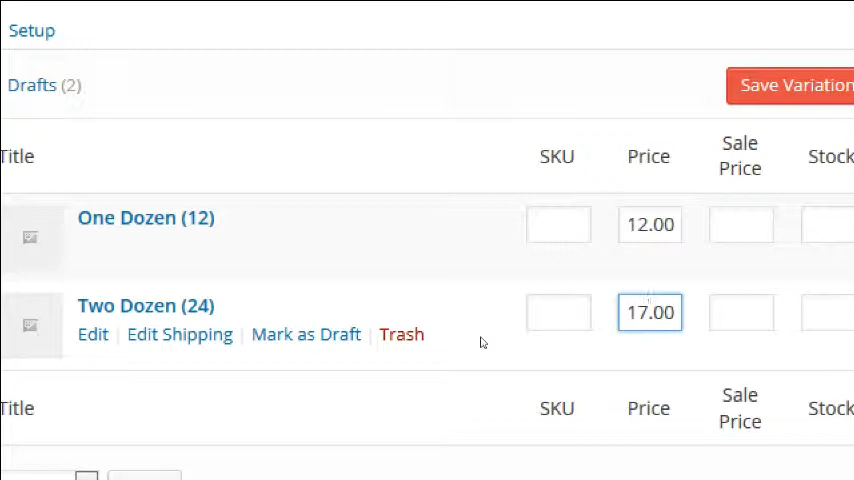 Setup
Drafts (2)
Save Variation
Title SKU Price Sale Price Stock
One Dozen (12) 12.00
Two Dozen (24) 17.00
Edit | Edit Shipping | Mark as Draft | Trash
Title SKU Price Sale Price Stock